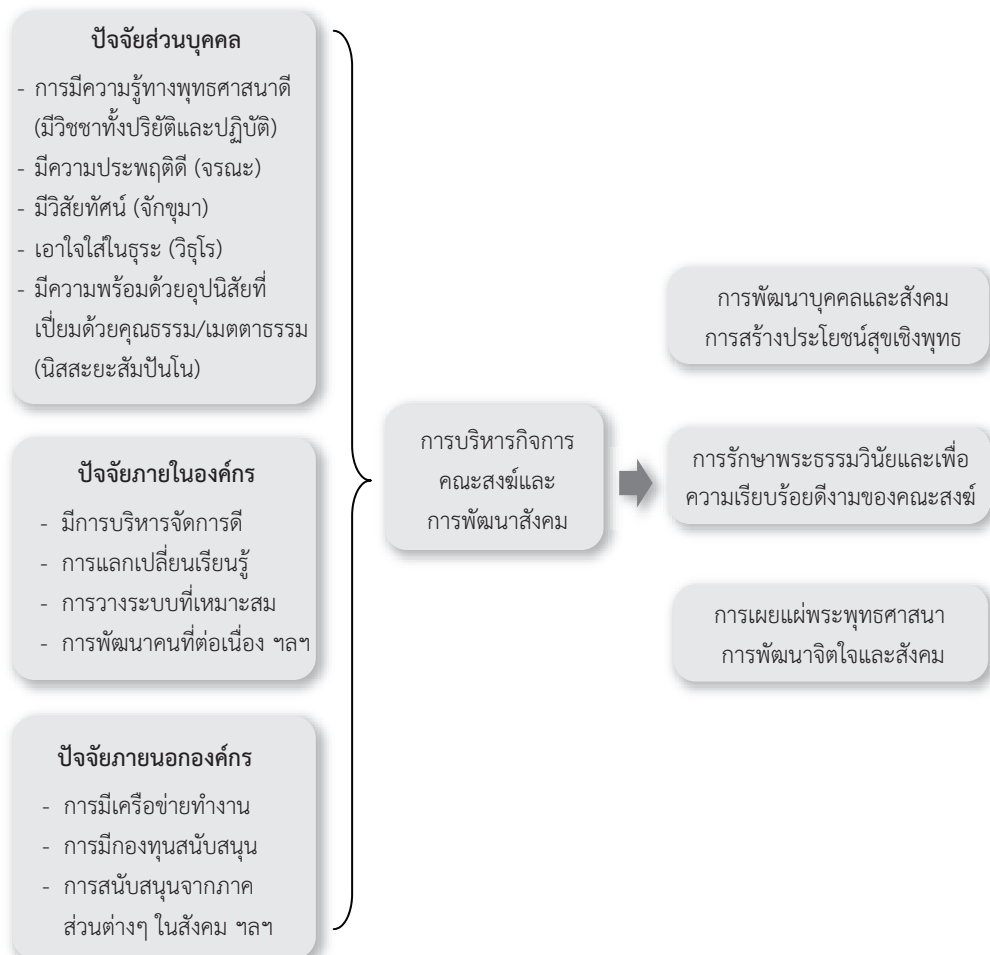 ปัจจัยส่วนบุคคล
- การมีความรู้ทางพุทธศาสนาดี
(มีวิชชาทั้งปริยัติและปฏิบัติ)
- มีความประพฤติดี (จรณะ)
- มีวิสัยทัศน์ (จักขุมา)
- เอาใจใส่ในธุระ (วิธุโร)
- มีความพร้อมด้วยอุปนิสัยที่
เปี่ยมด้วยคุณธรรม/เมตตาธรรม
(นิสสะยะสัมปันโน)
ปัจจัยภายในองค์กร
- มีการบริหารจัดการดี
- การแลกเปลี่ยนเรียนรู้
- การวางระบบที่เหมาะสม
- การพัฒนาคนที่ต่อเนื่อง ฯลฯ
ปัจจัยภายนอกองค์กร
- การมีเครือข่ายทำงาน
- การมีกองทุนสนับสนุน
- การสนับสนุนจากภาค
ส่วนต่างๆ ในสังคม ฯลฯ
การบริหารกิจการ
คณะสงฆ์และ
การพัฒนาสังคม
การพัฒนาบุคคลและสังคม
การสร้างประโยชน์สุขเชิงพุทธ
การรักษาพระธรรมวินัยและเพื่อ
ความเรียบร้อยดีงามของคณะสงฆ์
การเผยแผ่พระพุทธศาสนา
การพัฒนาจิตใจและสังคม